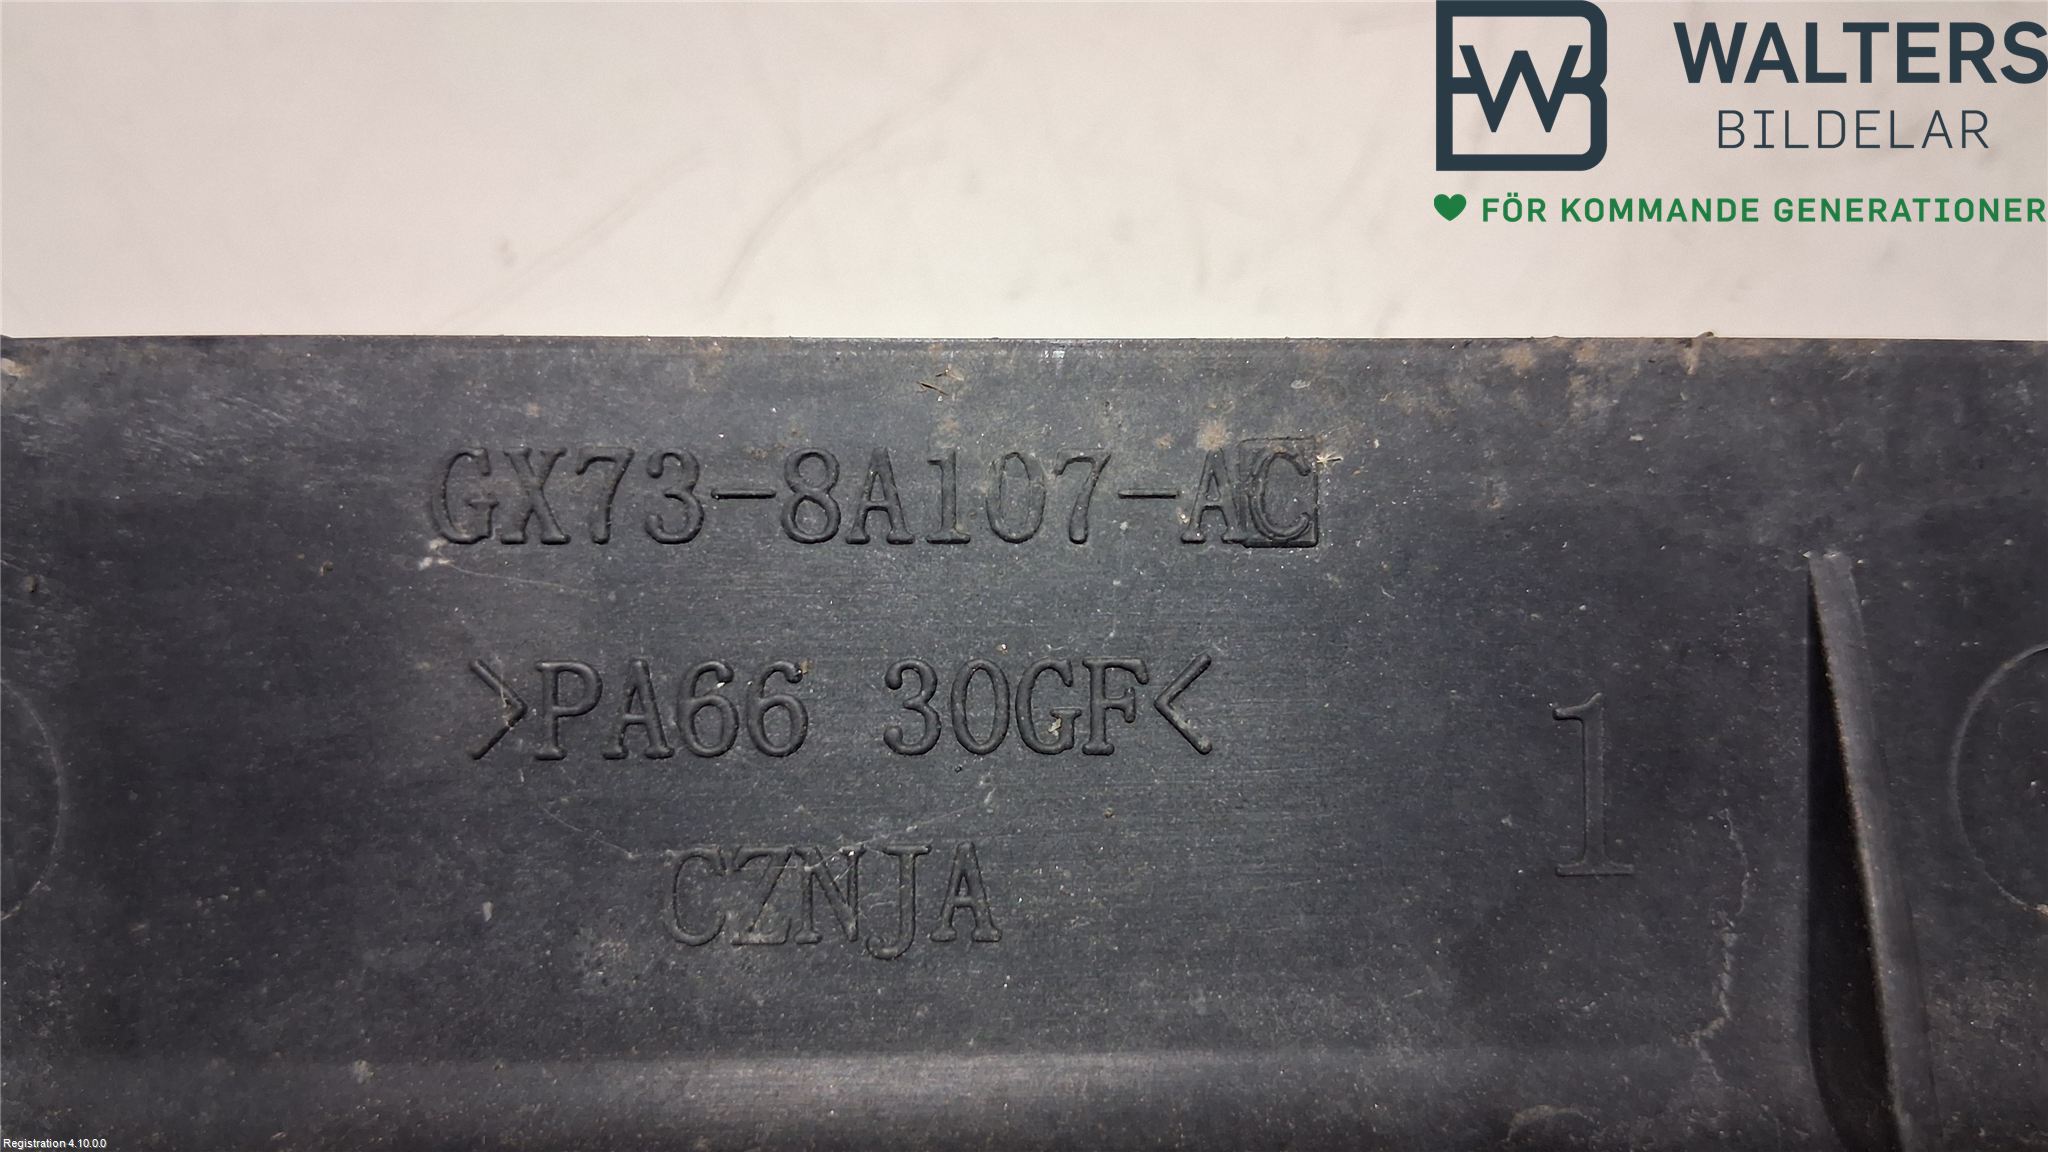 WALTERS
BILDELAR
FÖR KOMMANDE GENERATIONER
GX73-8A107-AC
>PA66 30GF<
1
CZNJA
Registration 4.10.0.0